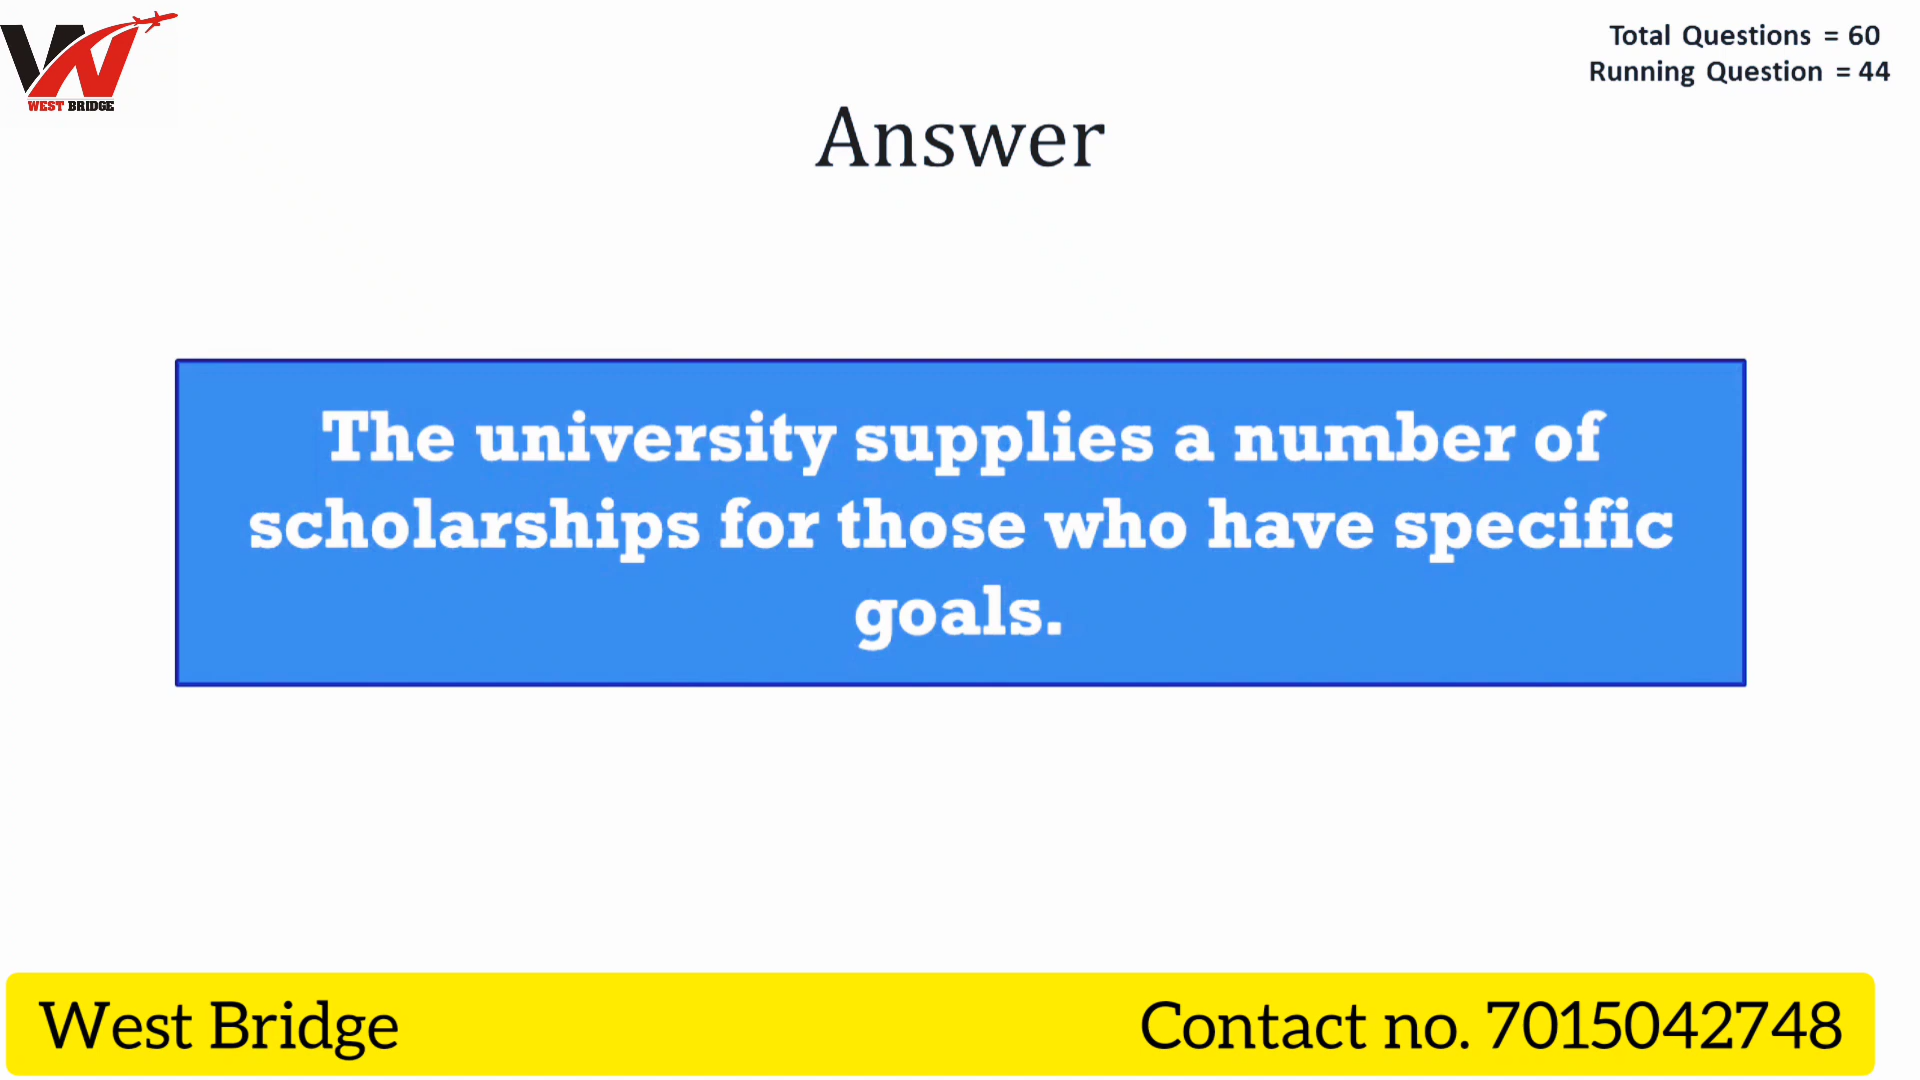 WEST BRIDGE
Total Questions = 60
Running Question = 44
Answer
The university supplies a number of
scholarships for those who have specific
goals.
West Bridge
Contact no. 7015042748